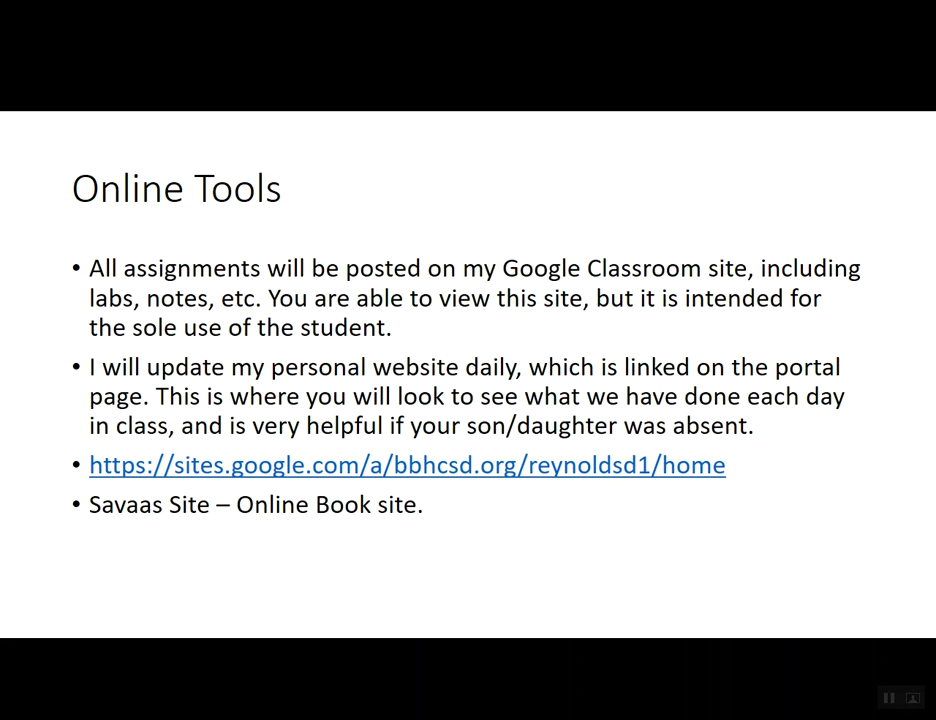 Online Tools
• All assignments will be posted on my Google Classroom site, including
labs, notes, etc. You are able to view this site, but it is intended for
the sole use of the student.
• I will update my personal website daily, which is linked on the portal
page. This is where you will look to see what we have done each day
in class, and is very helpful if your son/daughter was absent.
• https://sites.google.com/a/bbhcsd.org/reynoldsd1/home
• Savaas Site – Online Book site.